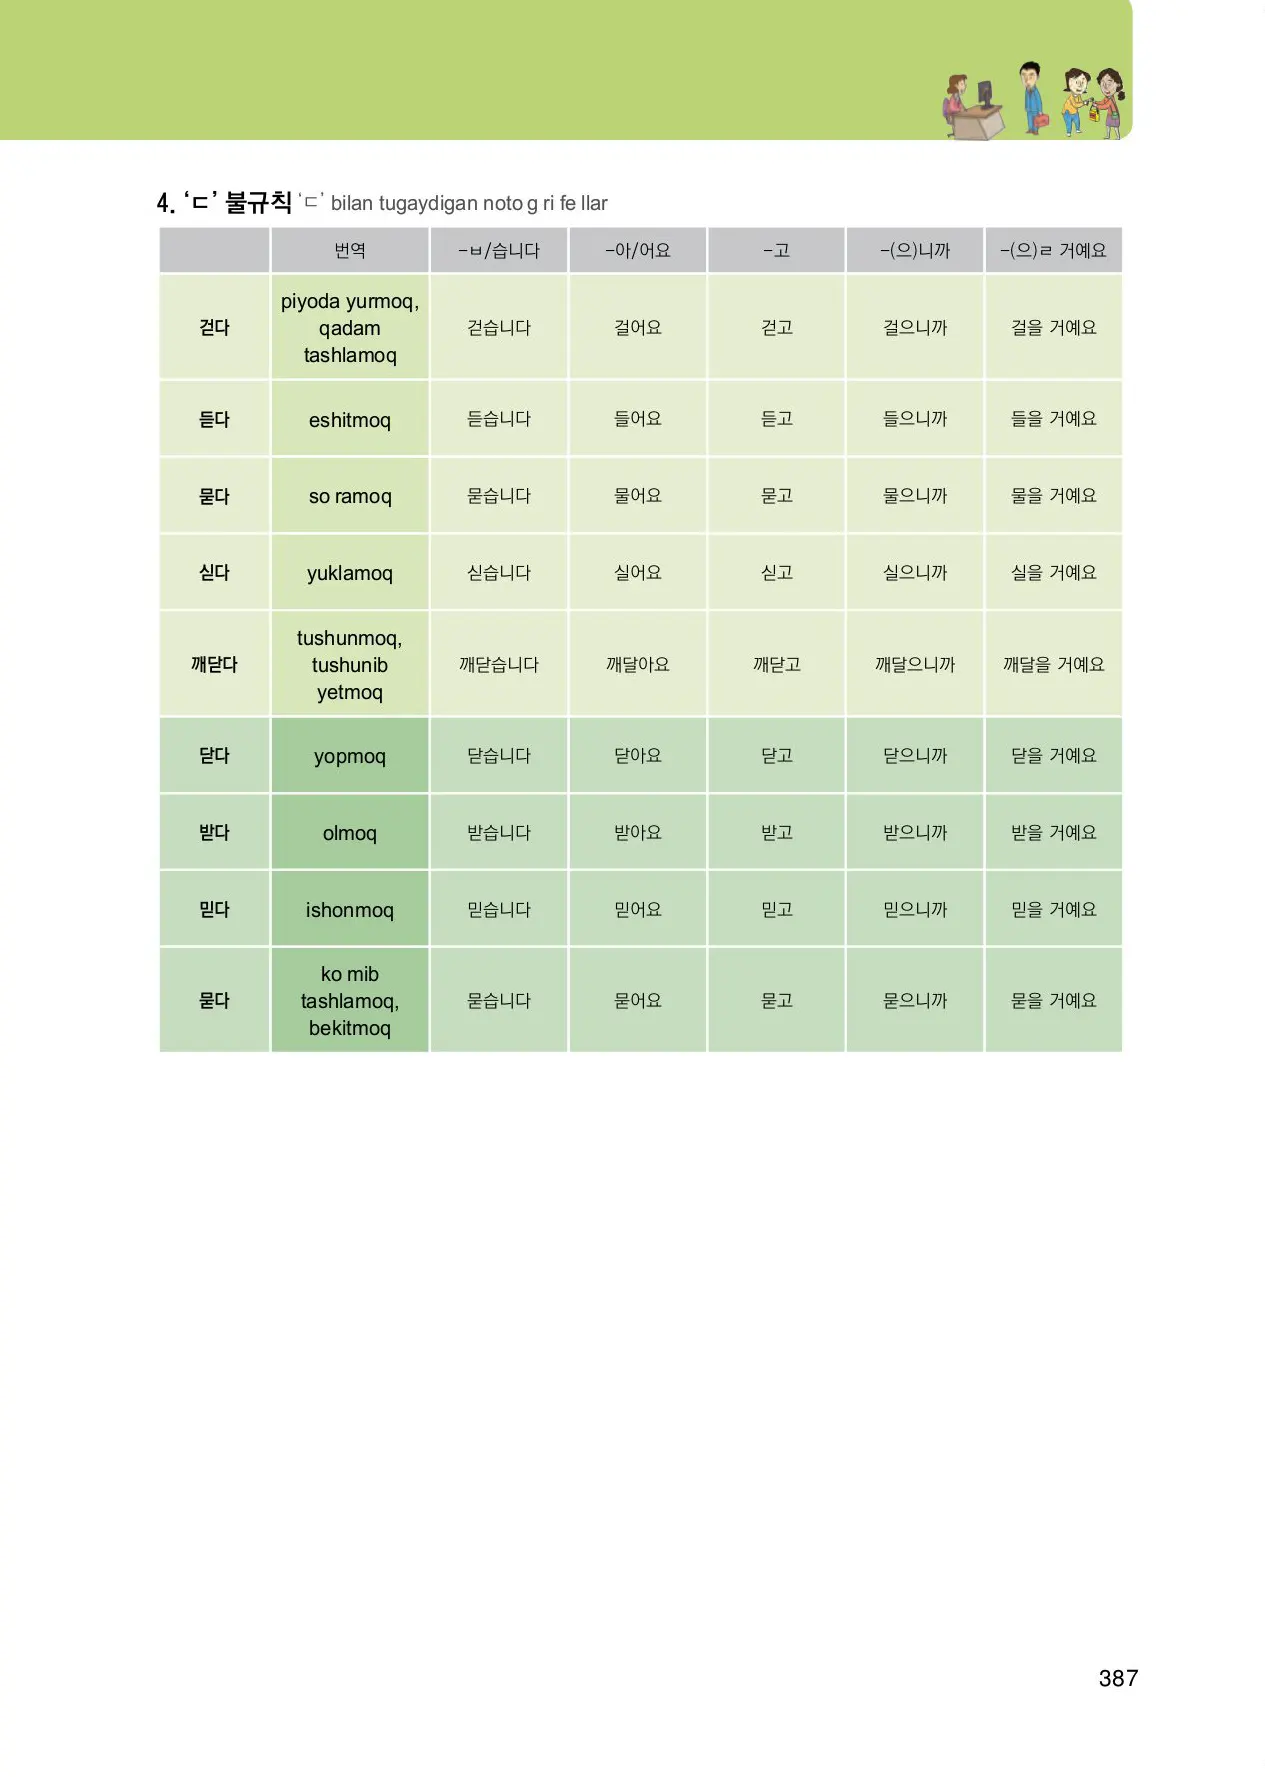 4. ‘ㄷ’ 불규칙 ‘ㄷ’ bilan tugaydigan noto g ri fe llar
번역 -ㅂ/습니다 -아/어요 -고 -(으)니까 -(으)ㄹ 거예요
걷다 piyoda yurmoq, qadam tashlamoq 걷습니다 걸어요 걷고 걸으니까 걸을 거예요
듣다 eshitmoq 듣습니다 들어요 듣고 들으니까 들을 거예요
묻다 so ramoq 묻습니다 물어요 묻고 물으니까 물을 거예요
싣다 yuklamoq 싣습니다 실어요 싣고 실으니까 실을 거예요
깨닫다 tushunmoq, tushunib yetmoq 깨닫습니다 깨달아요 깨닫고 깨달으니까 깨달을 거예요
닫다 yopmoq 닫습니다 닫아요 닫고 닫으니까 닫을 거예요
받다 olmoq 받습니다 받아요 받고 받으니까 받을 거예요
믿다 ishonmoq 믿습니다 믿어요 믿고 믿으니까 믿을 거예요
묻다 ko mib tashlamoq, bekitmoq 묻습니다 묻어요 묻고 묻으니까 묻을 거예요
387